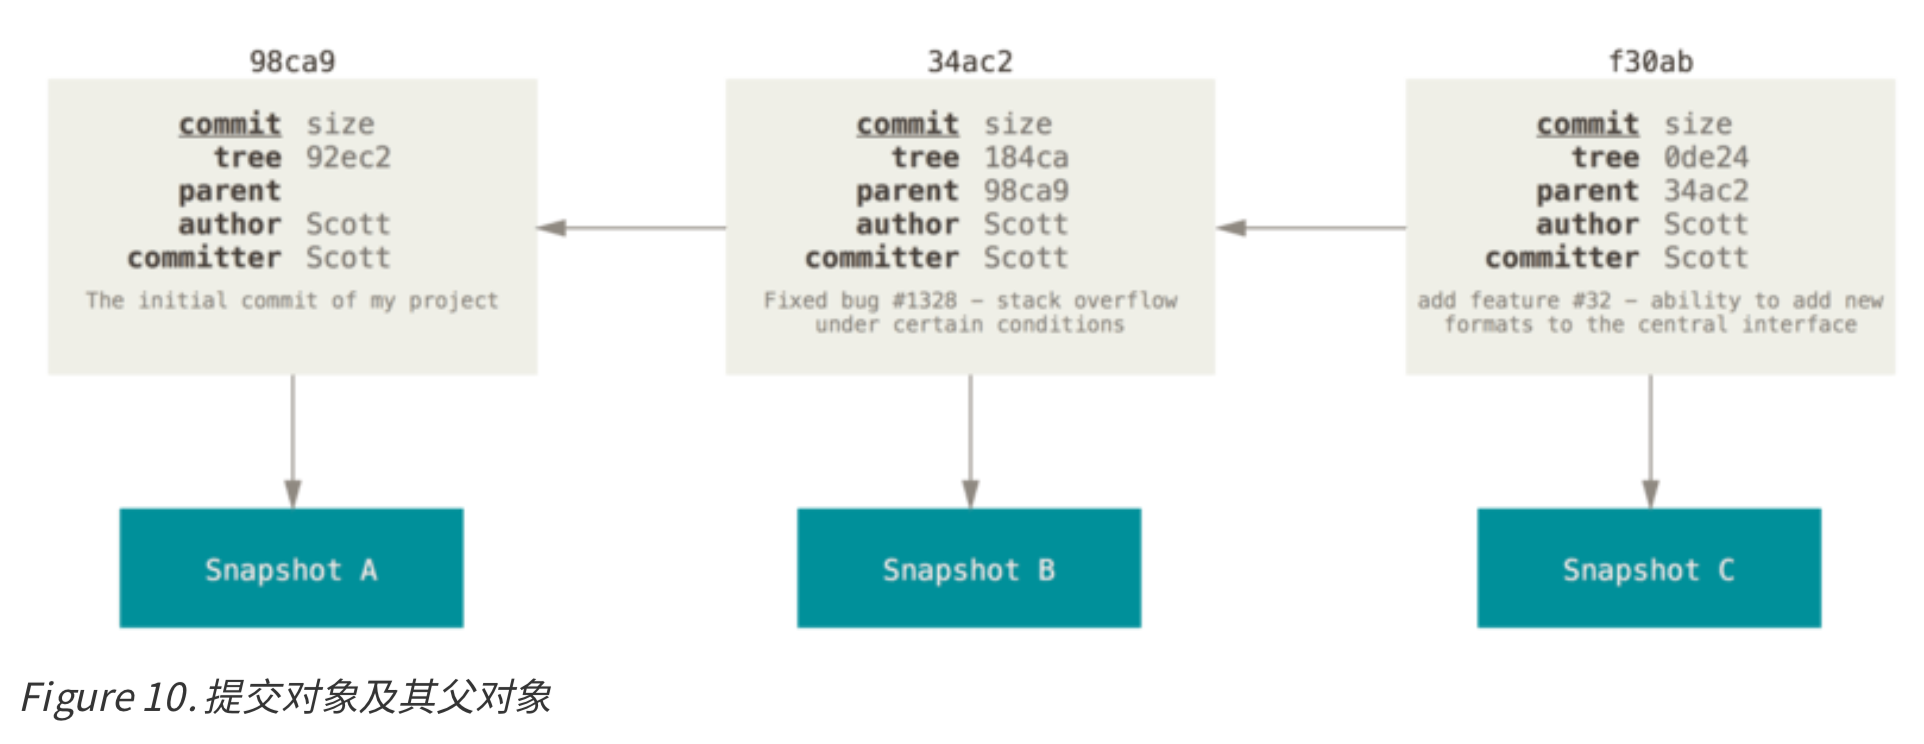 98ca9
commit size
tree 92ec2
parent
author Scott
committer Scott
The initial commit of my project
34ac2
commit size
tree 184ca
parent 98ca9
author Scott
committer Scott
Fixed bug #1328 – stack overflow
under certain conditions
f30ab
commit size
tree 0de24
parent 34ac2
author Scott
committer Scott
add feature #32 – ability to add new
formats to the central interface
Snapshot A
Snapshot B
Snapshot C
Figure 10. 提交对象及其父对象